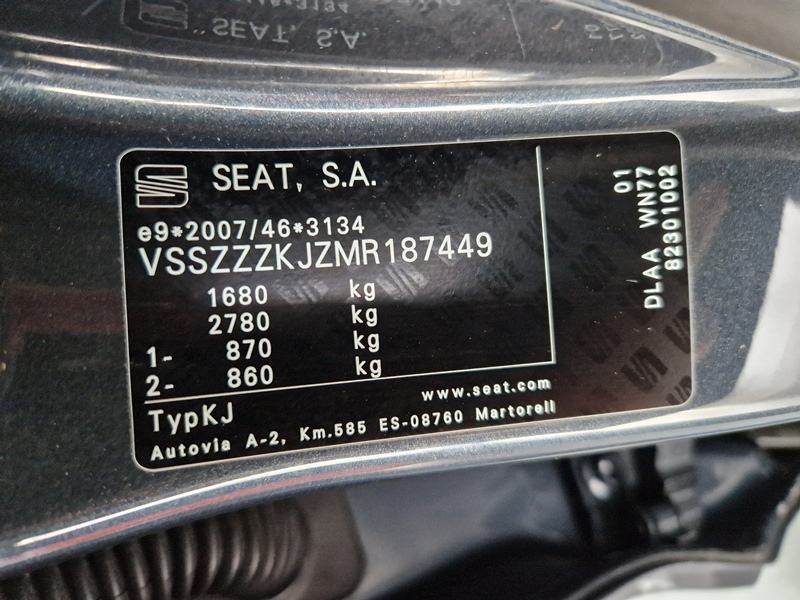 SEAT, S.A.
e9*2007/46*3134
VSSZZZKJZMR187449
1680 kg
2780 kg
1- 870 kg
2- 860 kg
TypKJ
www.seat.com
Autovia A-2, Km.585 ES-08760 Martorell
01
DLAA WN77
82301002
SEAT, S.A.